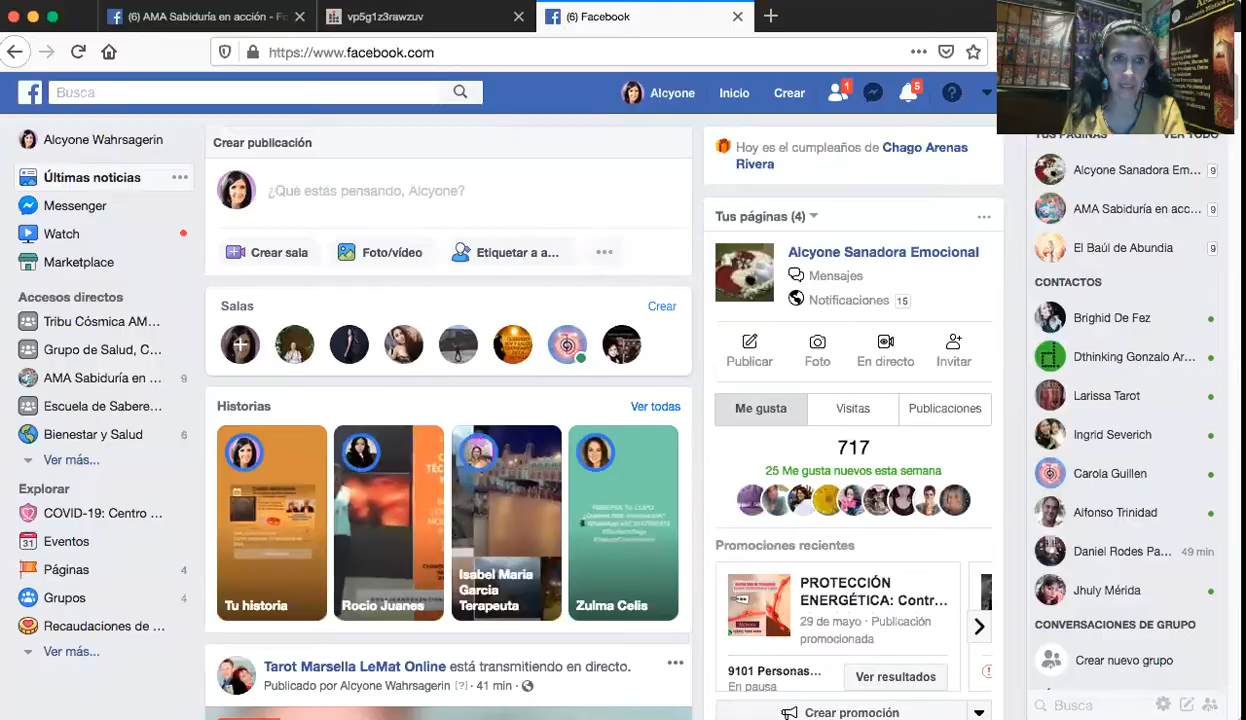 (6) AMA Sabiduría en acción - Fo
vp5g1z3rawzuv
(6) Facebook
https://www.facebook.com
Busca
Alcyone
Inicio
Crear
1
5
Alcyone Wahrsagerin
Últimas noticias
Messenger
Watch
Marketplace
Accesos directos
Tribu Cósmica AM...
Grupo de Salud, C...
AMA Sabiduría en ... 9
Escuela de Sabere...
Bienestar y Salud 6
Ver más...
Explorar
COVID-19: Centro ...
31 Eventos
Páginas 4
Grupos 4
Recaudaciones de ...
Ver más...
Crear publicación
¿Qué estás pensando, Alcyone?
Crear sala
Foto/vídeo
Etiquetar a a...
Salas
Crear
Historias
Ver todas
Tu historia
Rocio Juanes
Isabel Maria
Garcia
Terapeuta
Zulma Celis
Tarot Marsella LeMat Online está transmitiendo en directo.
Publicado por Alcyone Wahrsagerin [?] · 41 min ·
Hoy es el cumpleaños de Chago Arenas
Rivera
Tus páginas (4)
Alcyone Sanadora Emocional
Mensajes
Notificaciones 15
Publicar
Foto
En directo
Invitar
Me gusta
Visitas
Publicaciones
717
25 Me gusta nuevos esta semana
Promociones recientes
PROTECCIÓN
ENERGÉTICA: Contr...
29 de mayo · Publicación
promocionada
9101 Personas...
En pausa
Ver resultados
Crear promoción
TUS PÁGINAS
VER TODO
Alcyone Sanadora Em... 9
AMA Sabiduría en acc... 9
El Baúl de Abundia 9
CONTACTOS
Brighid De Fez
Dthinking Gonzalo Ar...
Larissa Tarot
Ingrid Severich
Carola Guillen
Alfonso Trinidad
Daniel Rodes Pa... 49 min
Jhuly Mérida
CONVERSACIONES DE GRUPO
Crear nuevo grupo
Busca